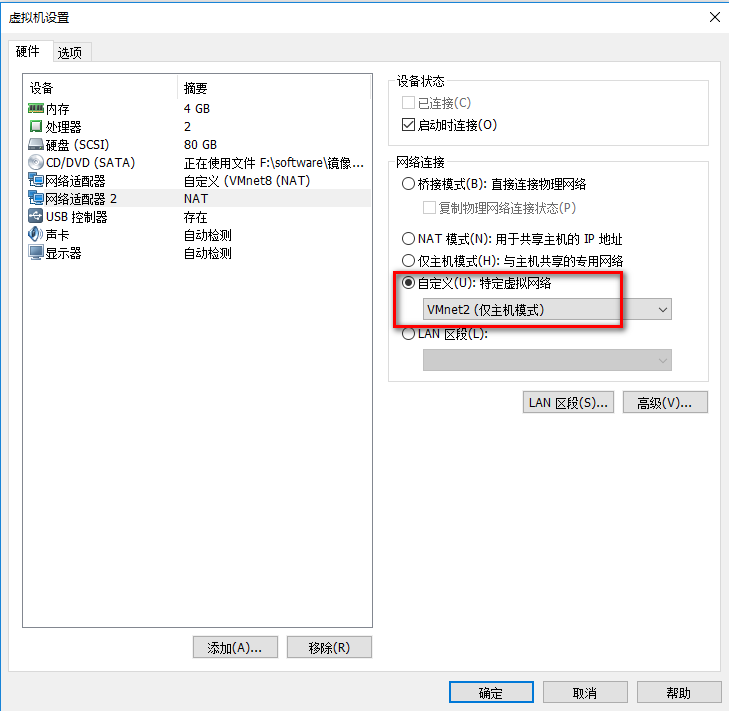 虚拟机设置
硬件 选项
设备 摘要
内存 4 GB
处理器 2
硬盘 (SCSI) 80 GB
CD/DVD (SATA) 正在使用文件 F:\software\镜像...
网络适配器 自定义 (VMnet8 (NAT)
网络适配器 2 NAT
USB 控制器 存在
声卡 自动检测
显示器 自动检测
添加(A)... 移除(R)
设备状态
已连接(C)
启动时连接(O)
网络连接
桥接模式(B): 直接连接物理网络
复制物理网络连接状态(P)
NAT 模式(N): 用于共享主机的 IP 地址
仅主机模式(H): 与主机共享的专用网络
自定义(U): 特定虚拟网络
VMnet2 (仅主机模式)
LAN 区段(L):
LAN 区段(S)... 高级(V)...
确定 取消 帮助